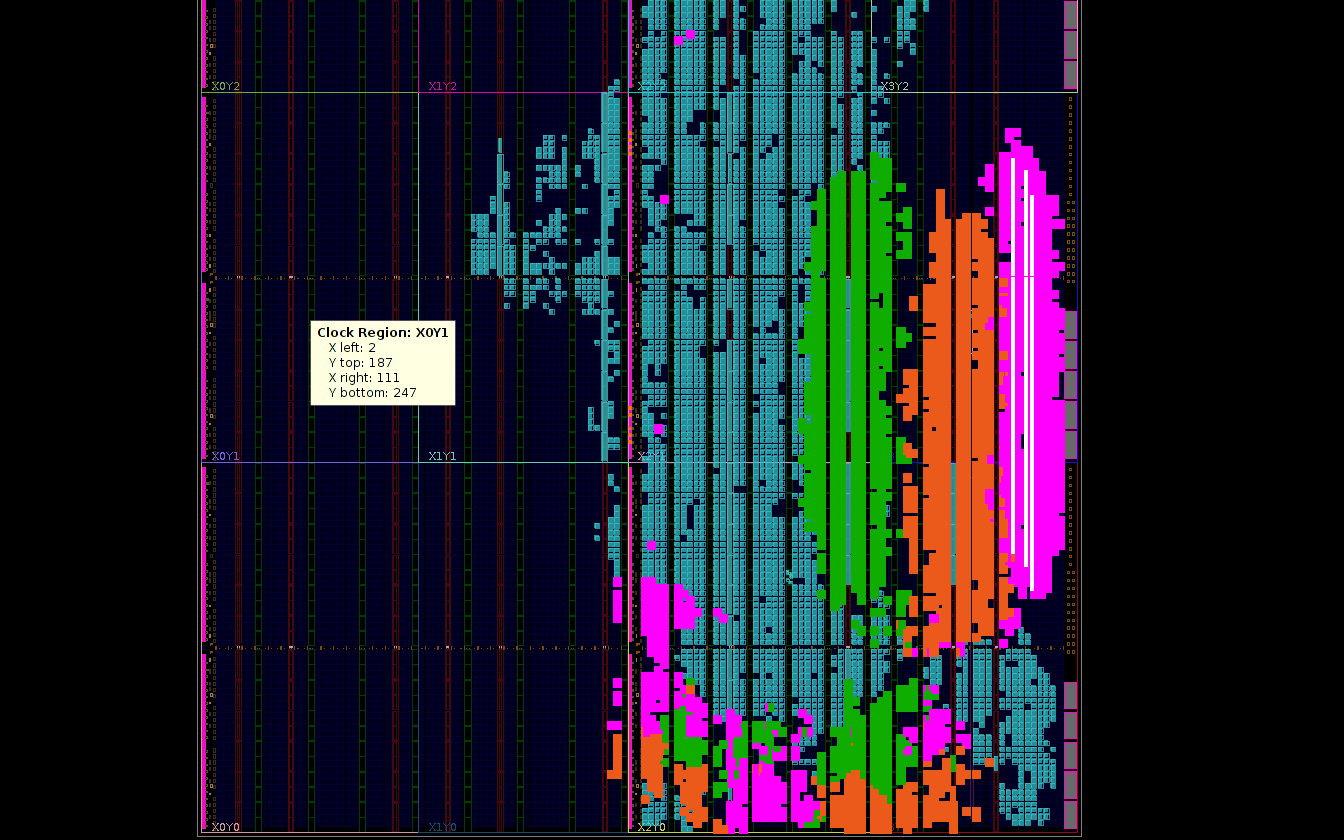 X0Y2
X1Y2
X3Y2
Clock Region: X0Y1
X left: 2
Y top: 187
X right: 111
Y bottom: 247
X0Y1
X1Y1
X0Y0
X1Y0
X2Y0